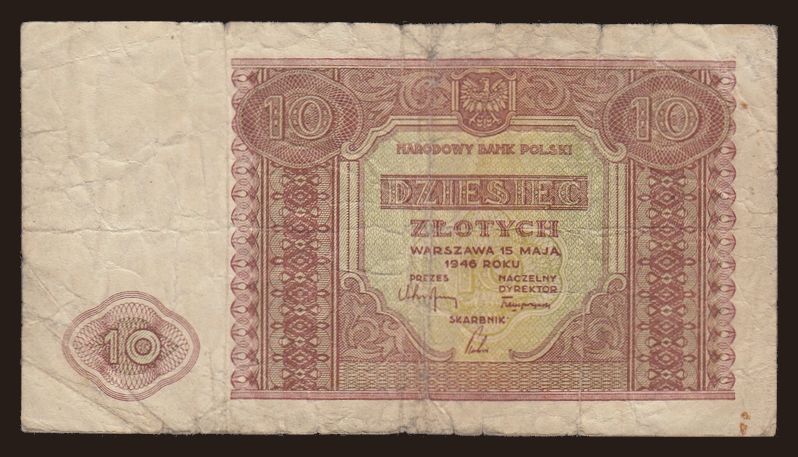 10 10
NARODOWY BANK POLSKI
DZIESIĘĆ
ZŁOTYCH
WARSZAWA 15 MAJA
1946 ROKU
PREZES NACZELNY
DYREKTOR
SKARBNIK
10